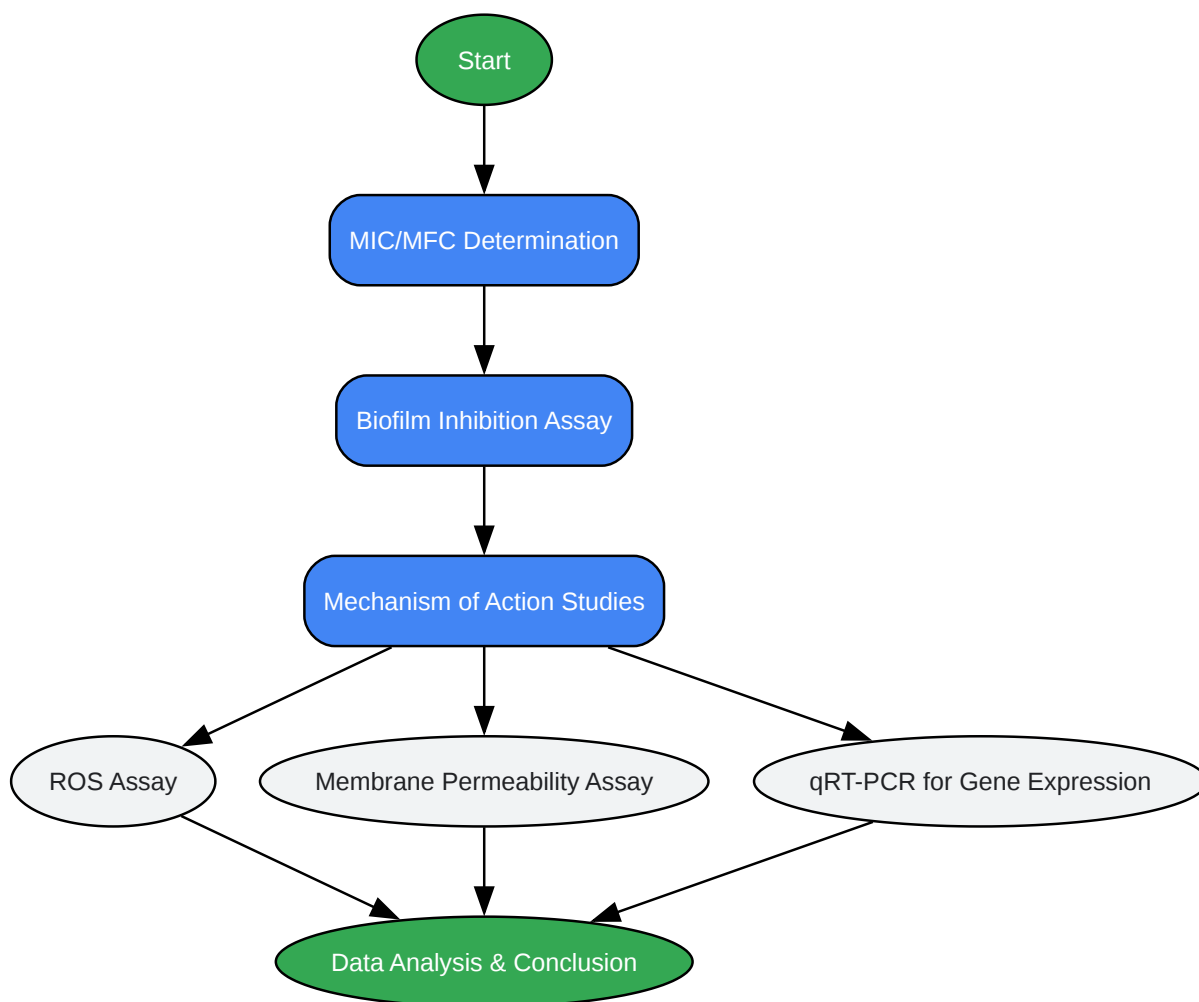 Start
MIC/MFC Determination
Biofilm Inhibition Assay
Mechanism of Action Studies
ROS Assay
Membrane Permeability Assay
qRT-PCR for Gene Expression
Data Analysis & Conclusion